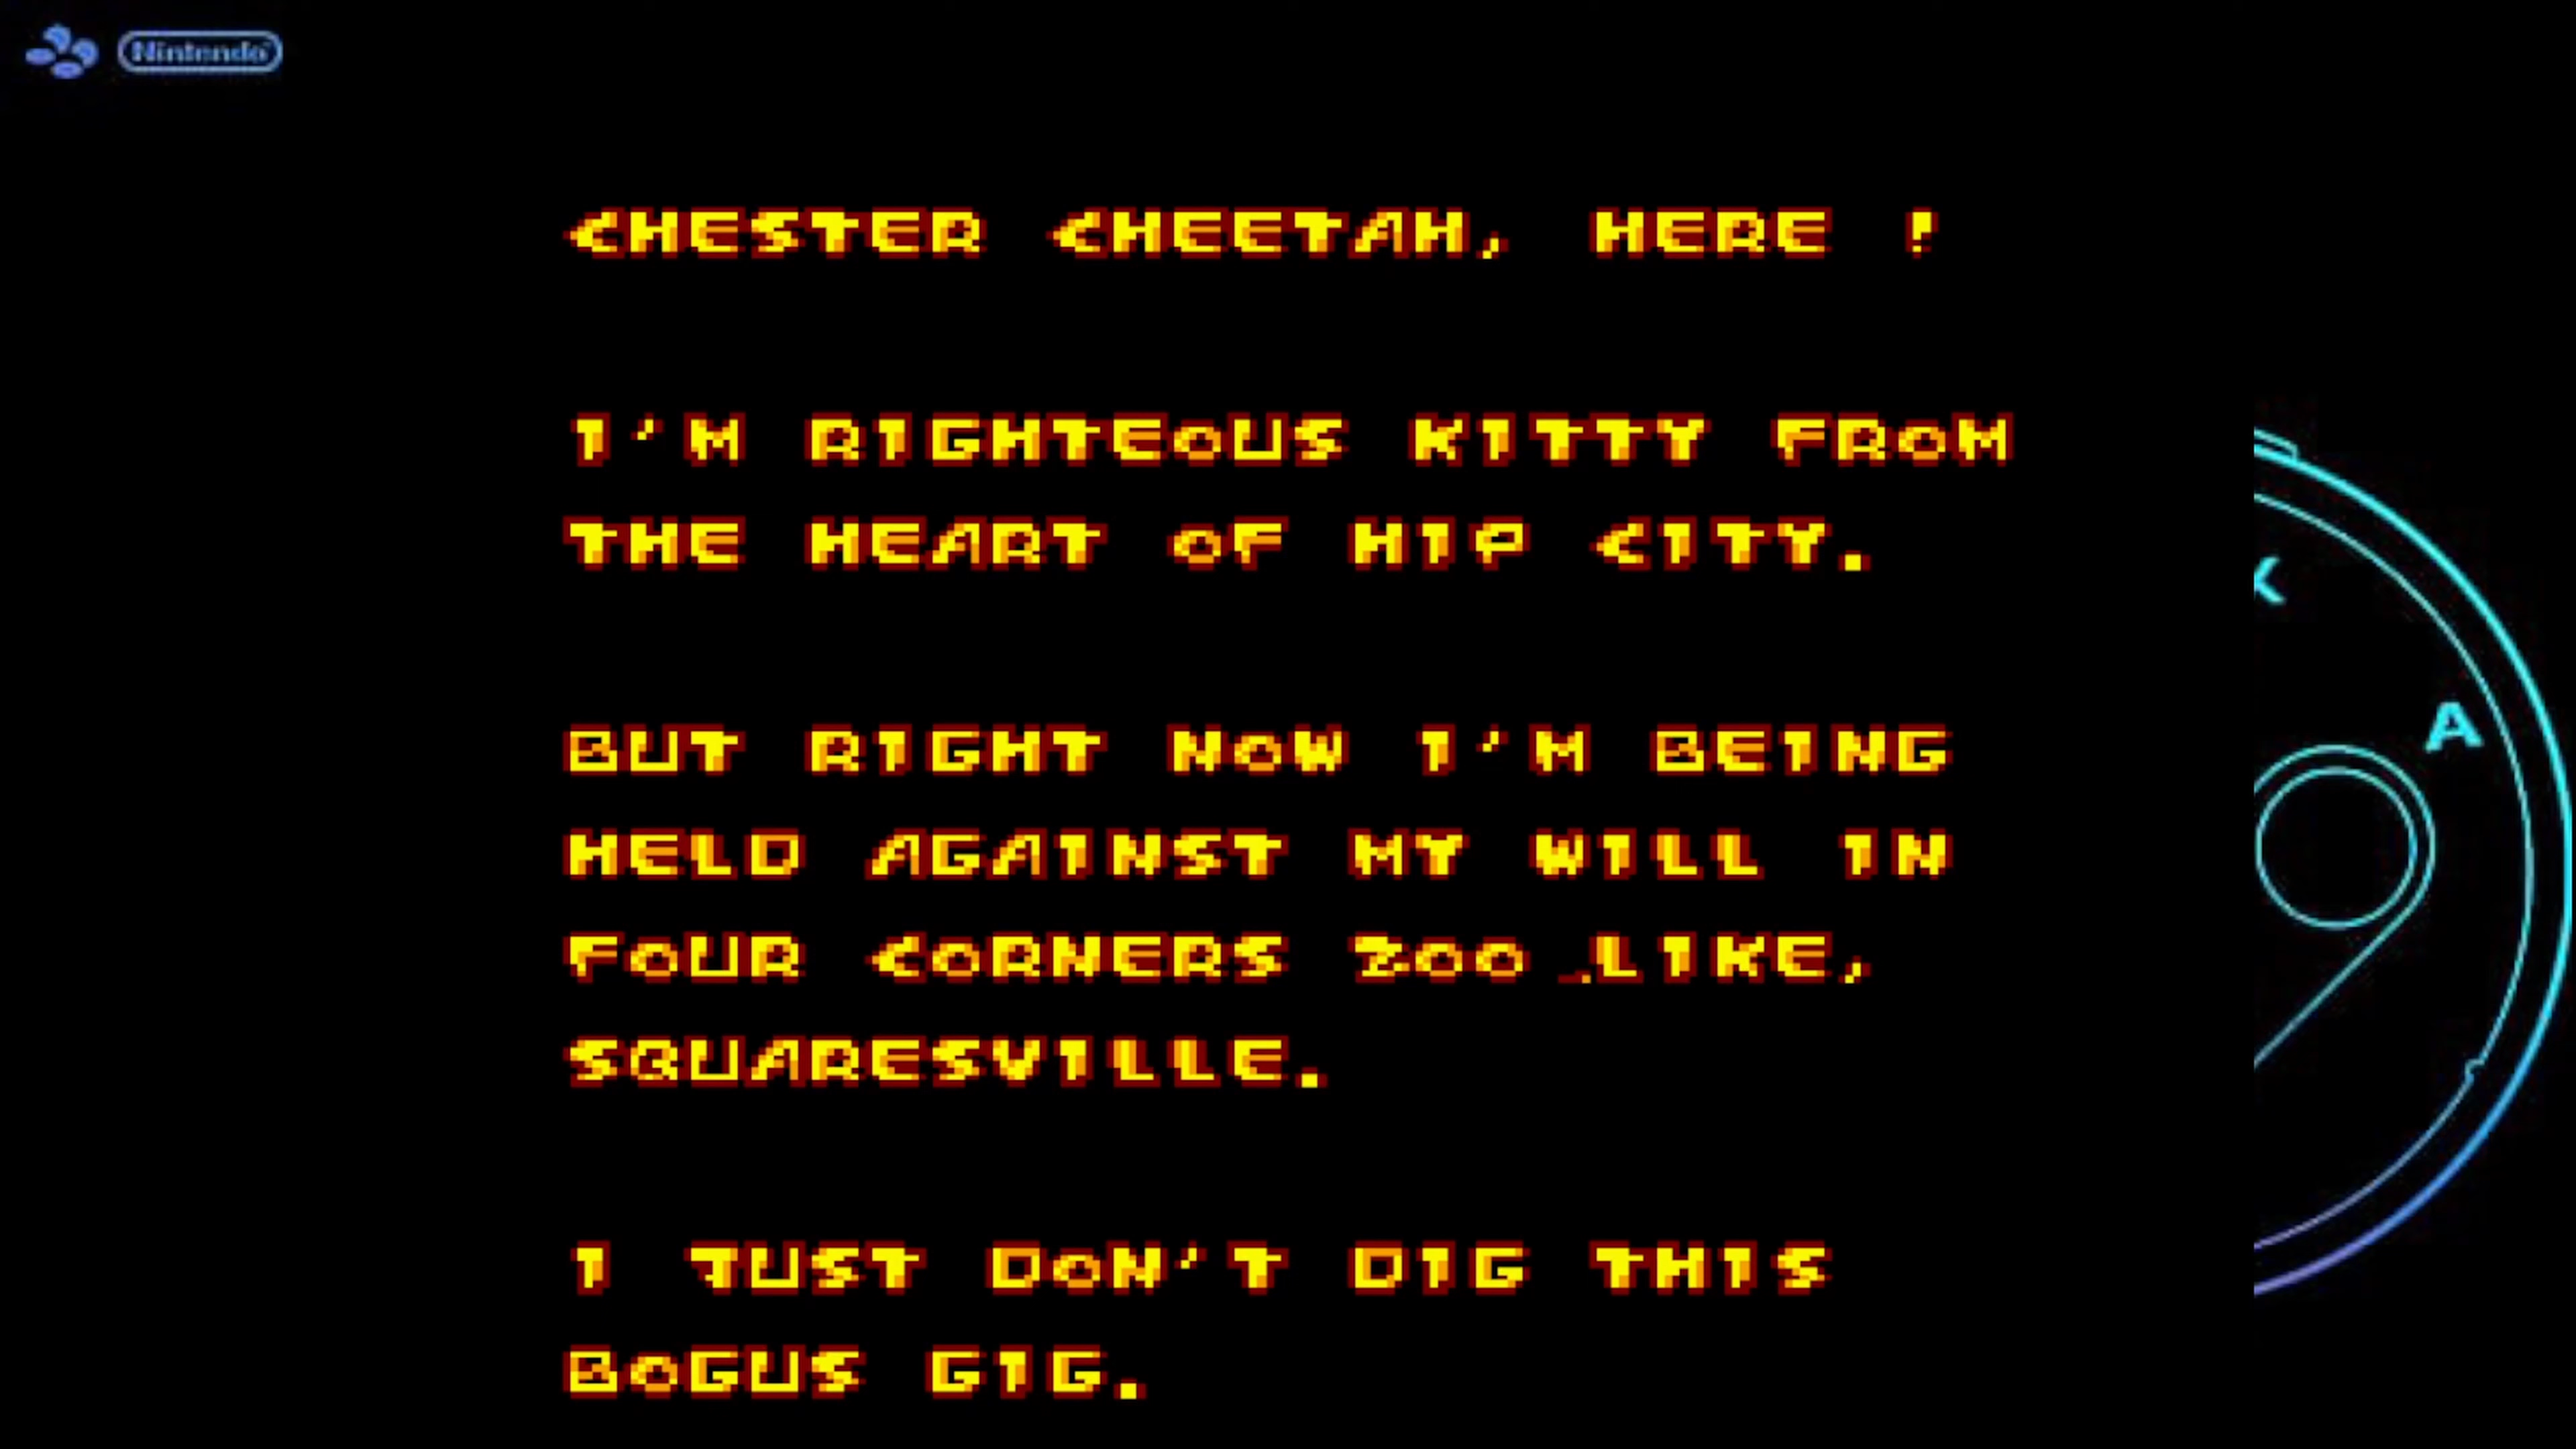 Nintendo
CHESTER CHEETAH, HERE !
I'M RIGHTEOUS KITTY FROM
THE HEART OF HIP CITY.
BUT RIGHT NOW I'M BEING
HELD AGAINST MY WILL IN
FOUR CORNERS ZOO .LIKE,
SQUARESVILLE.
I JUST DON'T DIG THIS
BOGUS GIG.
X
A